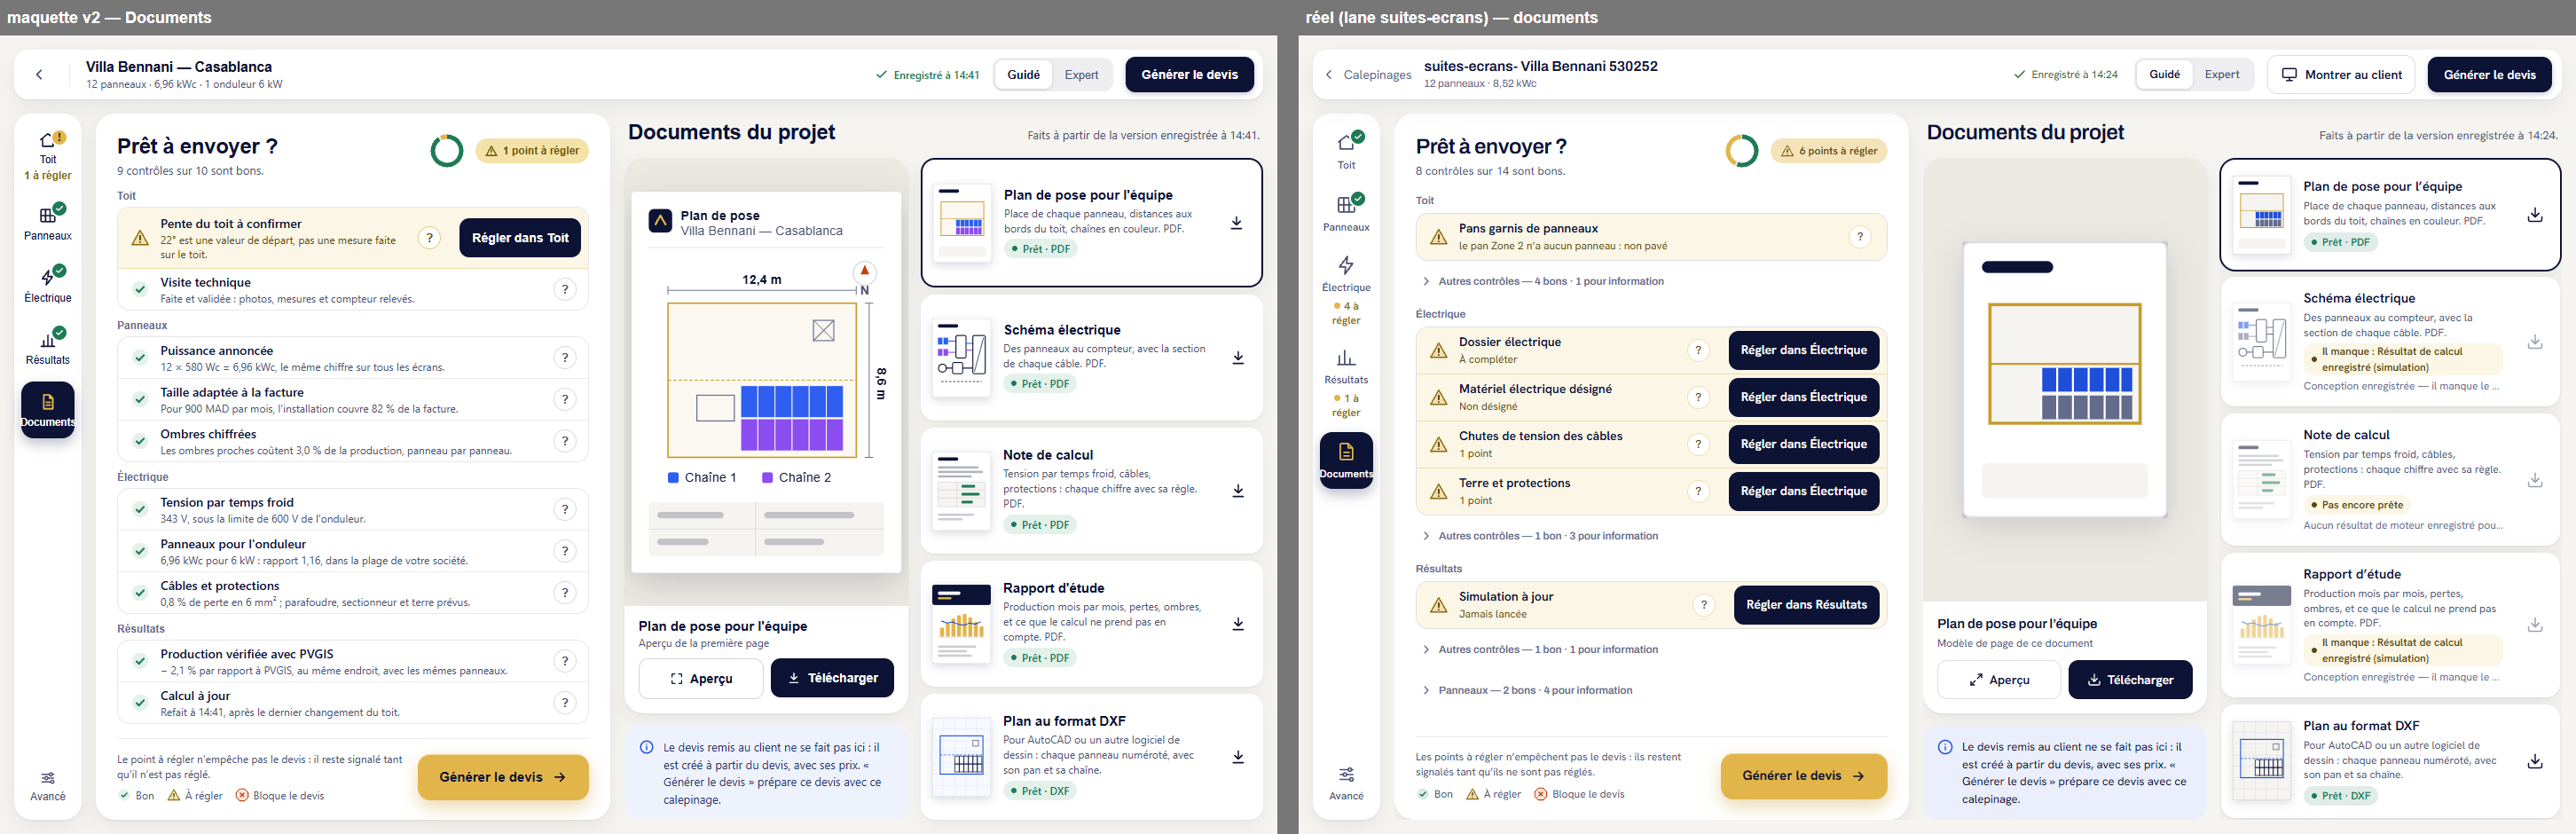 maquette v2 — Documents
Villa Bennani — Casablanca
12 panneaux · 6,96 kWc · 1 onduleur 6 kW
Enregistré à 14:41
Guidé
Expert
Générer le devis
Toit
1 à régler
Panneaux
Électrique
Résultats
Documents
Avancé
Prêt à envoyer ?
9 contrôles sur 10 sont bons.
1 point à régler
Toit
Pente du toit à confirmer
22° est une valeur de départ, pas une mesure faite
sur le toit.
?
Régler dans Toit
Visite technique
Faite et validée : photos, mesures et compteur relevés.
?
Panneaux
Puissance annoncée
12 × 580 Wc = 6,96 kWc, le même chiffre sur tous les écrans.
?
Taille adaptée à la facture
Pour 900 MAD par mois, l'installation couvre 82 % de la facture.
?
Ombres chiffrées
Les ombres proches coûtent 3,0 % de la production, panneau par panneau.
?
Électrique
Tension par temps froid
343 V, sous la limite de 600 V de l'onduleur.
?
Panneaux pour l'onduleur
6,96 kWc pour 6 kW : rapport 1,16, dans la plage de votre société.
?
Câbles et protections
0,8 % de perte en 6 mm² ; parafoudre, sectionneur et terre prévus.
?
Résultats
Production vérifiée avec PVGIS
− 2,1 % par rapport à PVGIS, au même endroit, avec les mêmes panneaux.
?
Calcul à jour
Refait à 14:41, après le dernier changement du toit.
?
Le point à régler n'empêche pas le devis : il reste signalé tant
qu'il n'est pas réglé.
Bon
À régler
Bloque le devis
Générer le devis
Documents du projet
Faits à partir de la version enregistrée à 14:41.
Plan de pose
Villa Bennani — Casablanca
12,4 m
N
8,6 m
Chaîne 1
Chaîne 2
Plan de pose pour l'équipe
Aperçu de la première page
Aperçu
Télécharger
Le devis remis au client ne se fait pas ici : il
est créé à partir du devis, avec ses prix. «
Générer le devis » prépare ce devis avec ce
calepinage.
Plan de pose pour l'équipe
Place de chaque panneau, distances aux
bords du toit, chaînes en couleur. PDF.
Prêt · PDF
Schéma électrique
Des panneaux au compteur, avec la section
de chaque câble. PDF.
Prêt · PDF
Note de calcul
Tension par temps froid, câbles,
protections : chaque chiffre avec sa règle.
PDF.
Prêt · PDF
Rapport d'étude
Production mois par mois, pertes, ombres,
et ce que le calcul ne prend pas en
compte. PDF.
Prêt · PDF
Plan au format DXF
Pour AutoCAD ou un autre logiciel de
dessin : chaque panneau numéroté, avec
son pan et sa chaîne.
Prêt · DXF
réel (lane suites-ecrans) — documents
Calepinages
suites-ecrans- Villa Bennani 530252
12 panneaux · 8,52 kWc
Enregistré à 14:24
Guidé
Expert
Montrer au client
Générer le devis
Toit
Panneaux
Électrique
4 à
régler
Résultats
1 à
régler
Documents
Avancé
Prêt à envoyer ?
8 contrôles sur 14 sont bons.
6 points à régler
Toit
Pans garnis de panneaux
le pan Zone 2 n’a aucun panneau : non pavé
?
Autres contrôles — 4 bons · 1 pour information
Électrique
Dossier électrique
À compléter
?
Régler dans Électrique
Matériel électrique désigné
Non désigné
?
Régler dans Électrique
Chutes de tension des câbles
1 point
?
Régler dans Électrique
Terre et protections
1 point
?
Régler dans Électrique
Autres contrôles — 1 bon · 3 pour information
Résultats
Simulation à jour
Jamais lancée
?
Régler dans Résultats
Autres contrôles — 1 bon · 1 pour information
Panneaux — 2 bons · 4 pour information
Les points à régler n’empêchent pas le devis : ils restent
signalés tant qu’ils ne sont pas réglés.
Bon
À régler
Bloque le devis
Générer le devis
Documents du projet
Faits à partir de la version enregistrée à 14:24.
Plan de pose pour l’équipe
Modèle de page de ce document
Aperçu
Télécharger
Le devis remis au client ne se fait pas ici : il
est créé à partir du devis, avec ses prix. «
Générer le devis » prépare ce devis avec ce
calepinage.
Plan de pose pour l’équipe
Place de chaque panneau, distances aux
bords du toit, chaînes en couleur. PDF.
Prêt · PDF
Schéma électrique
Des panneaux au compteur, avec la
section de chaque câble. PDF.
Il manque : Résultat de calcul
enregistré (simulation)
Conception enregistrée — il manque le ...
Note de calcul
Tension par temps froid, câbles,
protections : chaque chiffre avec sa règle.
PDF.
Pas encore prête
Aucun résultat de moteur enregistré pou...
Rapport d’étude
Production mois par mois, pertes,
ombres, et ce que le calcul ne prend pas
en compte. PDF.
Il manque : Résultat de calcul
enregistré (simulation)
Conception enregistrée — il manque le ...
Plan au format DXF
Pour AutoCAD ou un autre logiciel de
dessin : chaque panneau numéroté, avec
son pan et sa chaîne.
Prêt · DXF